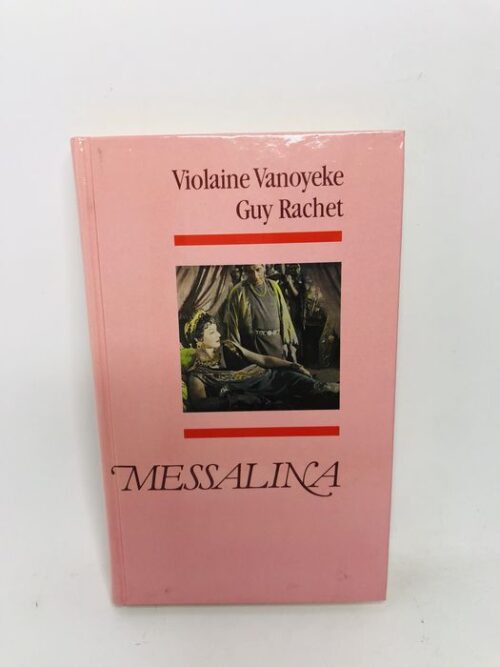 Violaine Vanoyeke
Guy Rachet
MESSALINA